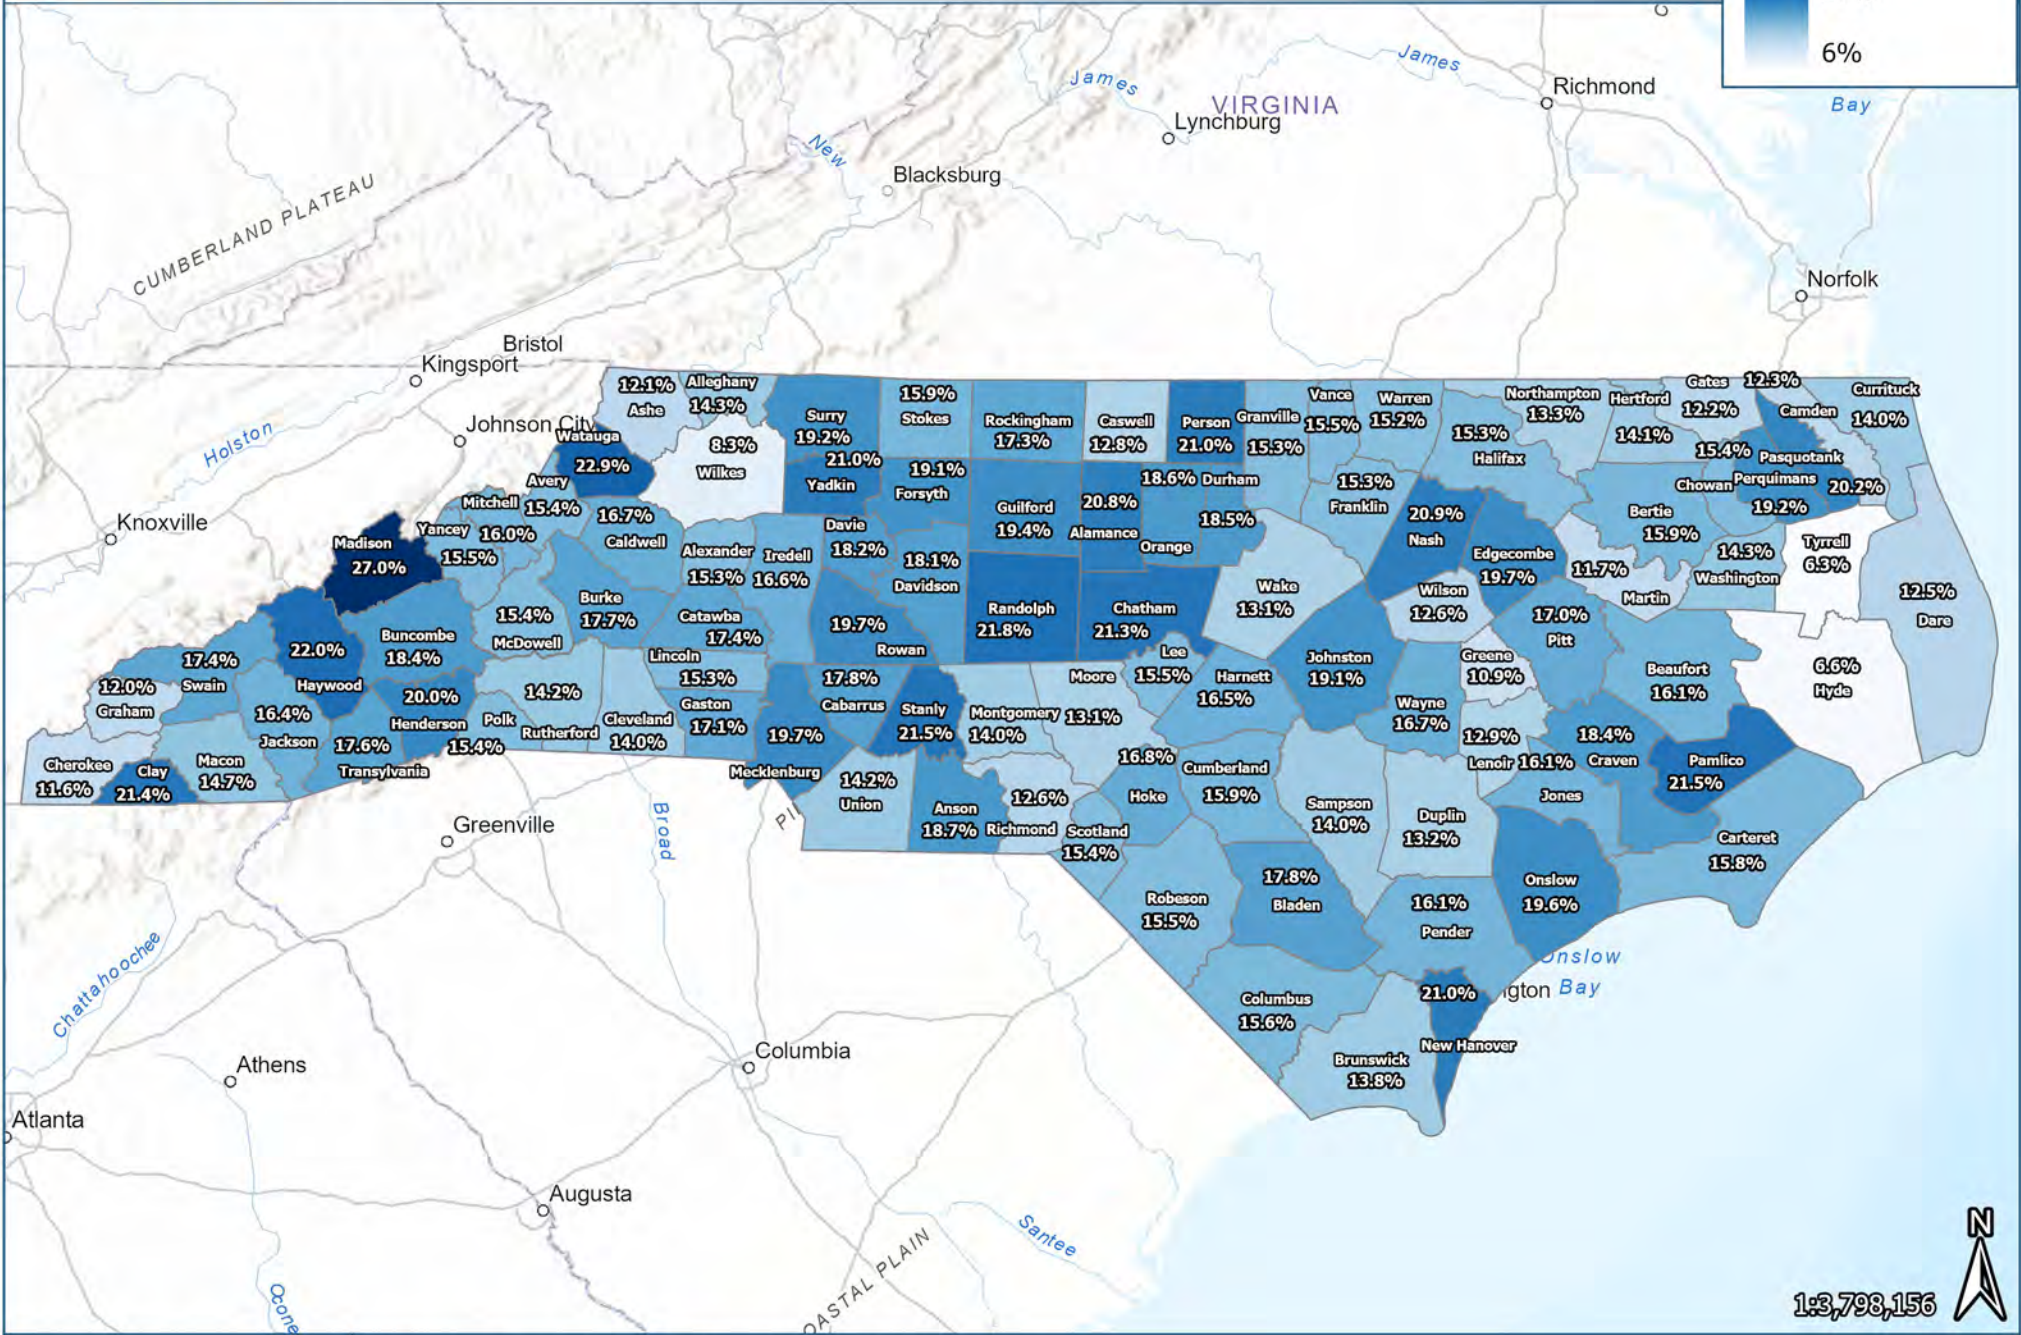 6%
James
James
Bay
Richmond
VIRGINIA
Lynchburg
New
Blacksburg
CUMBERLAND PLATEAU
Norfolk
Bristol
Kingsport
Johnson City
Holston
Knoxville
12.1%
Ashe
Alleghany
14.3%
Surry
19.2%
15.9%
Stokes
Rockingham
17.3%
Caswell
12.8%
Person
21.0%
Granville
15.3%
Vance
15.5%
Warren
15.2%
Northampton
13.3%
Hertford
14.1%
Gates
12.2%
12.3%
Camden
Currituck
14.0%
Watauga
22.9%
8.3%
Wilkes
21.0%
Yadkin
19.1%
Forsyth
Guilford
19.4%
20.8%
Alamance
18.6%
Orange
Durham
18.5%
15.3%
Franklin
15.3%
Halifax
15.4%
Chowan
Pasquotank
20.2%
Perquimans
19.2%
Avery
15.4%
Mitchell
16.0%
Yancey
15.5%
Madison
27.0%
16.7%
Caldwell
Alexander
15.3%
Iredell
16.6%
Davie
18.2%
18.1%
Davidson
Randolph
21.8%
Chatham
21.3%
Wake
13.1%
20.9%
Nash
Edgecombe
19.7%
Wilson
12.6%
11.7%
Martin
Bertie
15.9%
14.3%
Washington
Tyrrell
6.3%
12.5%
Dare
22.0%
Haywood
Buncombe
18.4%
15.4%
McDowell
Burke
17.7%
Catawba
17.4%
Lincoln
15.3%
19.7%
Rowan
17.4%
Swain
12.0%
Graham
16.4%
Jackson
20.0%
Henderson
Polk
15.4%
14.2%
Rutherford
Cleveland
14.0%
Gaston
17.1%
19.7%
Mecklenburg
17.8%
Cabarrus
Stanly
21.5%
Montgomery
14.0%
Moore
13.1%
Lee
15.5%
Harnett
16.5%
Johnston
19.1%
Wayne
16.7%
Greene
10.9%
17.0%
Pitt
Beaufort
16.1%
6.6%
Hyde
Cherokee
11.6%
Clay
21.4%
Macon
14.7%
17.6%
Transylvania
14.2%
Union
Anson
18.7%
12.6%
Richmond
Scotland
15.4%
16.8%
Hoke
Cumberland
15.9%
Sampson
14.0%
Duplin
13.2%
12.9%
Lenoir
16.1%
Jones
18.4%
Craven
Pamlico
21.5%
Carteret
15.8%
Robeson
15.5%
17.8%
Bladen
16.1%
Pender
Onslow
19.6%
Columbus
15.6%
Brunswick
13.8%
21.0%
New Hanover
ngton
Onslow
Bay
Greenville
Broad
Chattahoochee
Athens
Columbia
Atlanta
Augusta
Santee
OASTAL PLAIN
Ocone
N
1:3,798,156